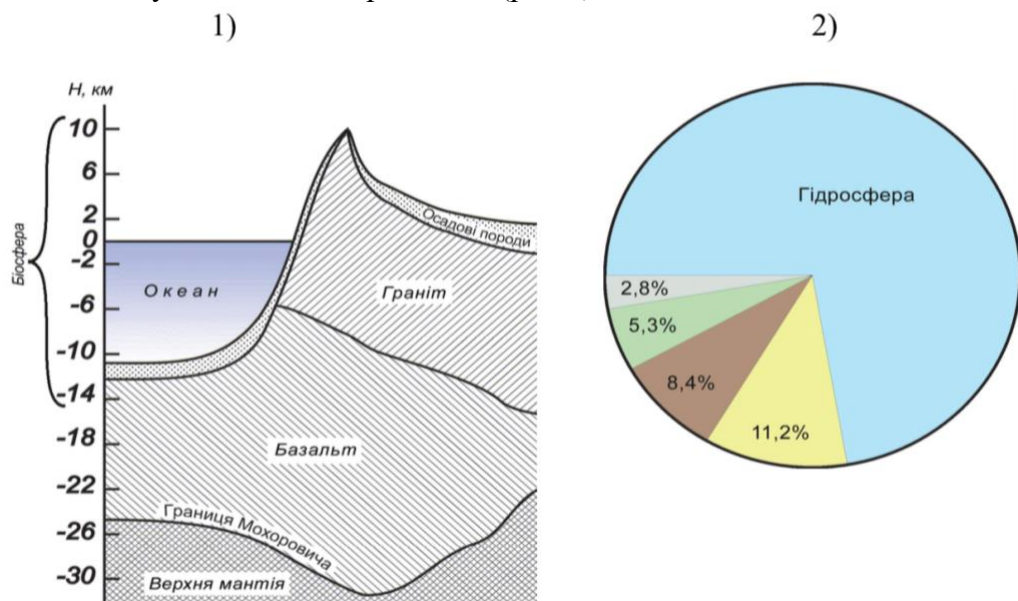 1)
2)
Н, км
10
6
2
0
-2
-6
-10
-14
-18
-22
-26
-30
Біосфера
Океан
Осадові породи
Граніт
Базальт
Границя Мохоровича
Верхня мантія
Гідросфера
2,8%
5,3%
8,4%
11,2%